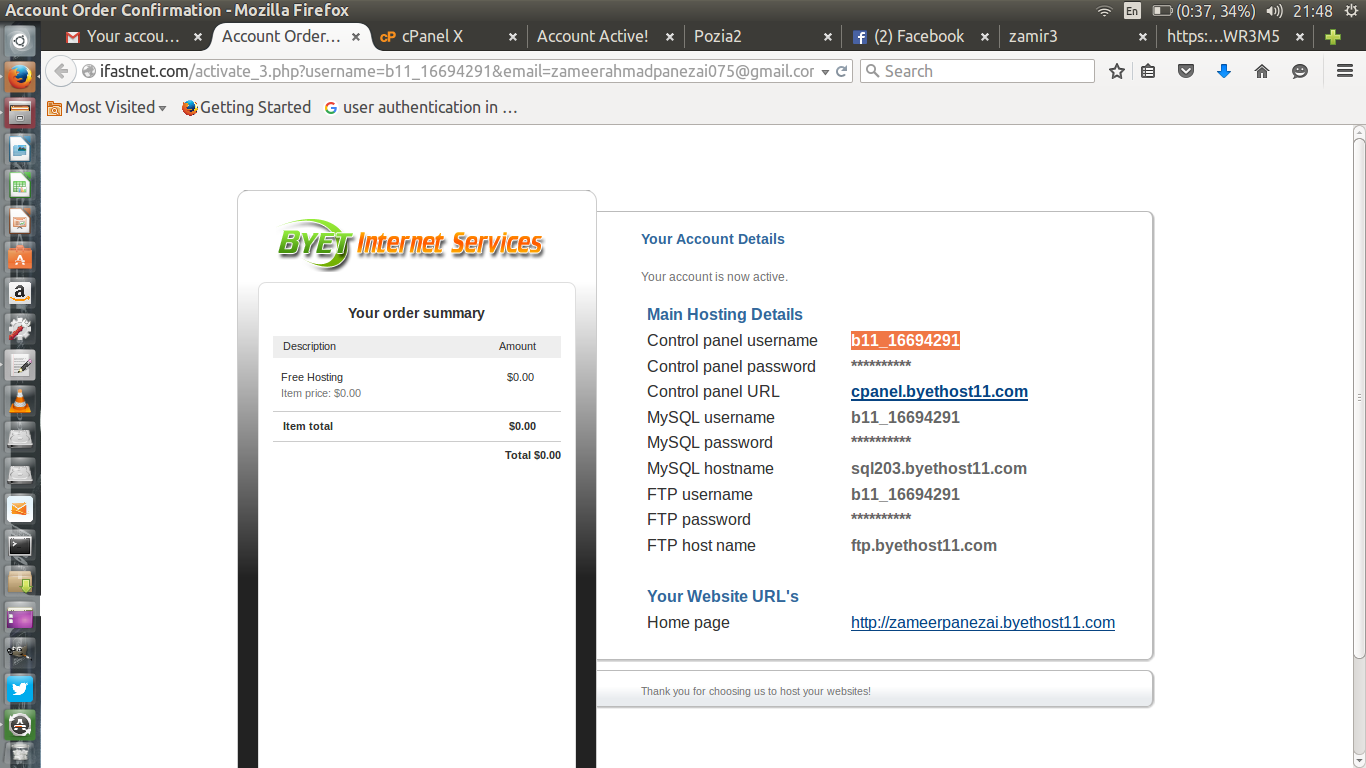 Account Order Confirmation - Mozilla Firefox
En (0:37, 34%) 21:48
Your accou… × Account Order… × cP cPanel X × Account Active! × Pozia2 × (2) Facebook × zamir3 × https:…WR3M5 ×
ifastnet.com/activate_3.php?username=b11_16694291&email=zameerahmadpanezai075@gmail.cor Search
Most Visited Getting Started user authentication in …
BYET Internet Services
Your order summary
Description Amount
Free Hosting $0.00
Item price: $0.00
Item total $0.00
Total $0.00
Your Account Details
Your account is now active.
Main Hosting Details
Control panel username b11_16694291
Control panel password **********
Control panel URL cpanel.byethost11.com
MySQL username b11_16694291
MySQL password **********
MySQL hostname sql203.byethost11.com
FTP username b11_16694291
FTP password **********
FTP host name ftp.byethost11.com
Your Website URL's
Home page http://zameerpanezai.byethost11.com
Thank you for choosing us to host your websites!